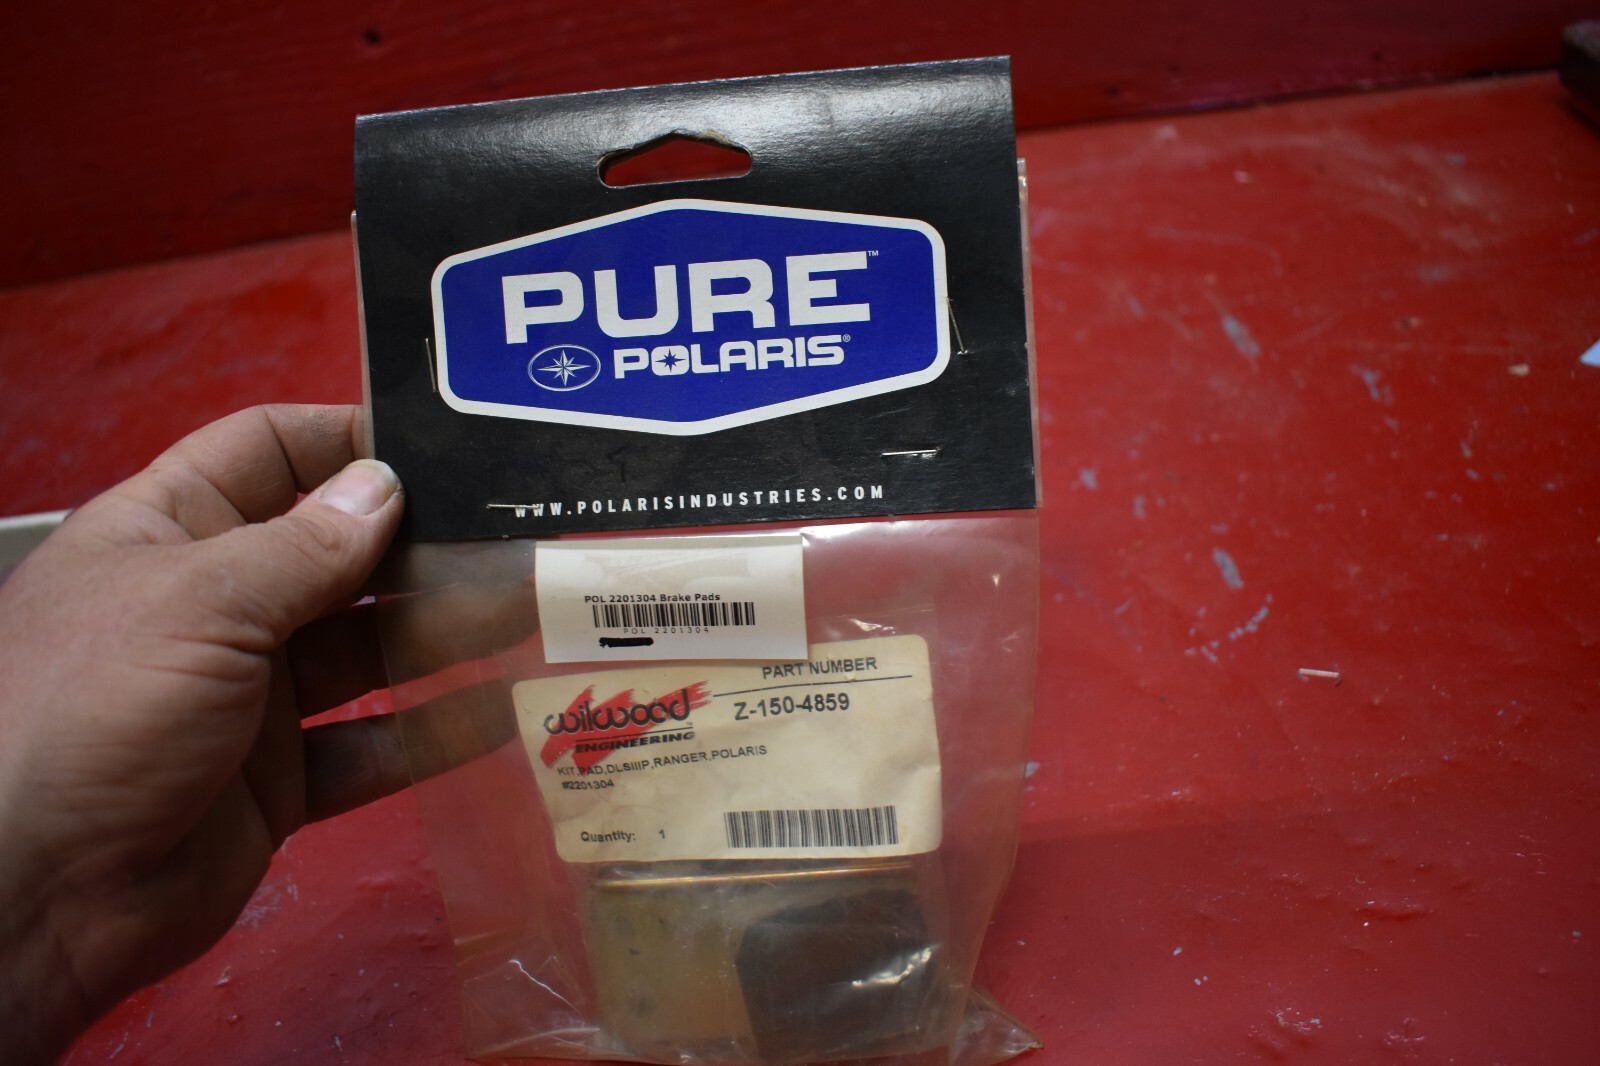 PURE™
POLARIS®
WWW.POLARISINDUSTRIES.COM
POL 2201304 Brake Pads
POL 2201304
PART NUMBER
wilwood™
ENGINEERING
Z-150-4859
KIT,PAD,DLSIIIP,RANGER,POLARIS
#2201304
Quantity: 1